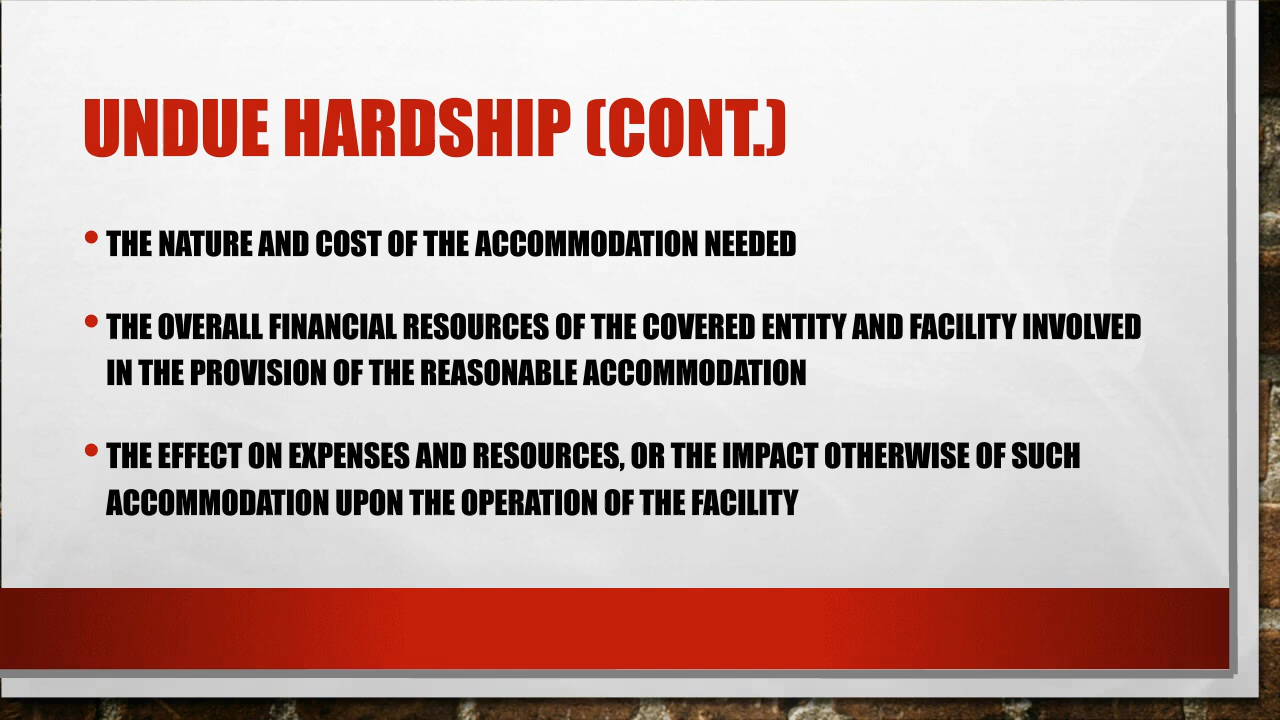 UNDUE HARDSHIP (CONT.)
• THE NATURE AND COST OF THE ACCOMMODATION NEEDED
• THE OVERALL FINANCIAL RESOURCES OF THE COVERED ENTITY AND FACILITY INVOLVED
IN THE PROVISION OF THE REASONABLE ACCOMMODATION
• THE EFFECT ON EXPENSES AND RESOURCES, OR THE IMPACT OTHERWISE OF SUCH
ACCOMMODATION UPON THE OPERATION OF THE FACILITY